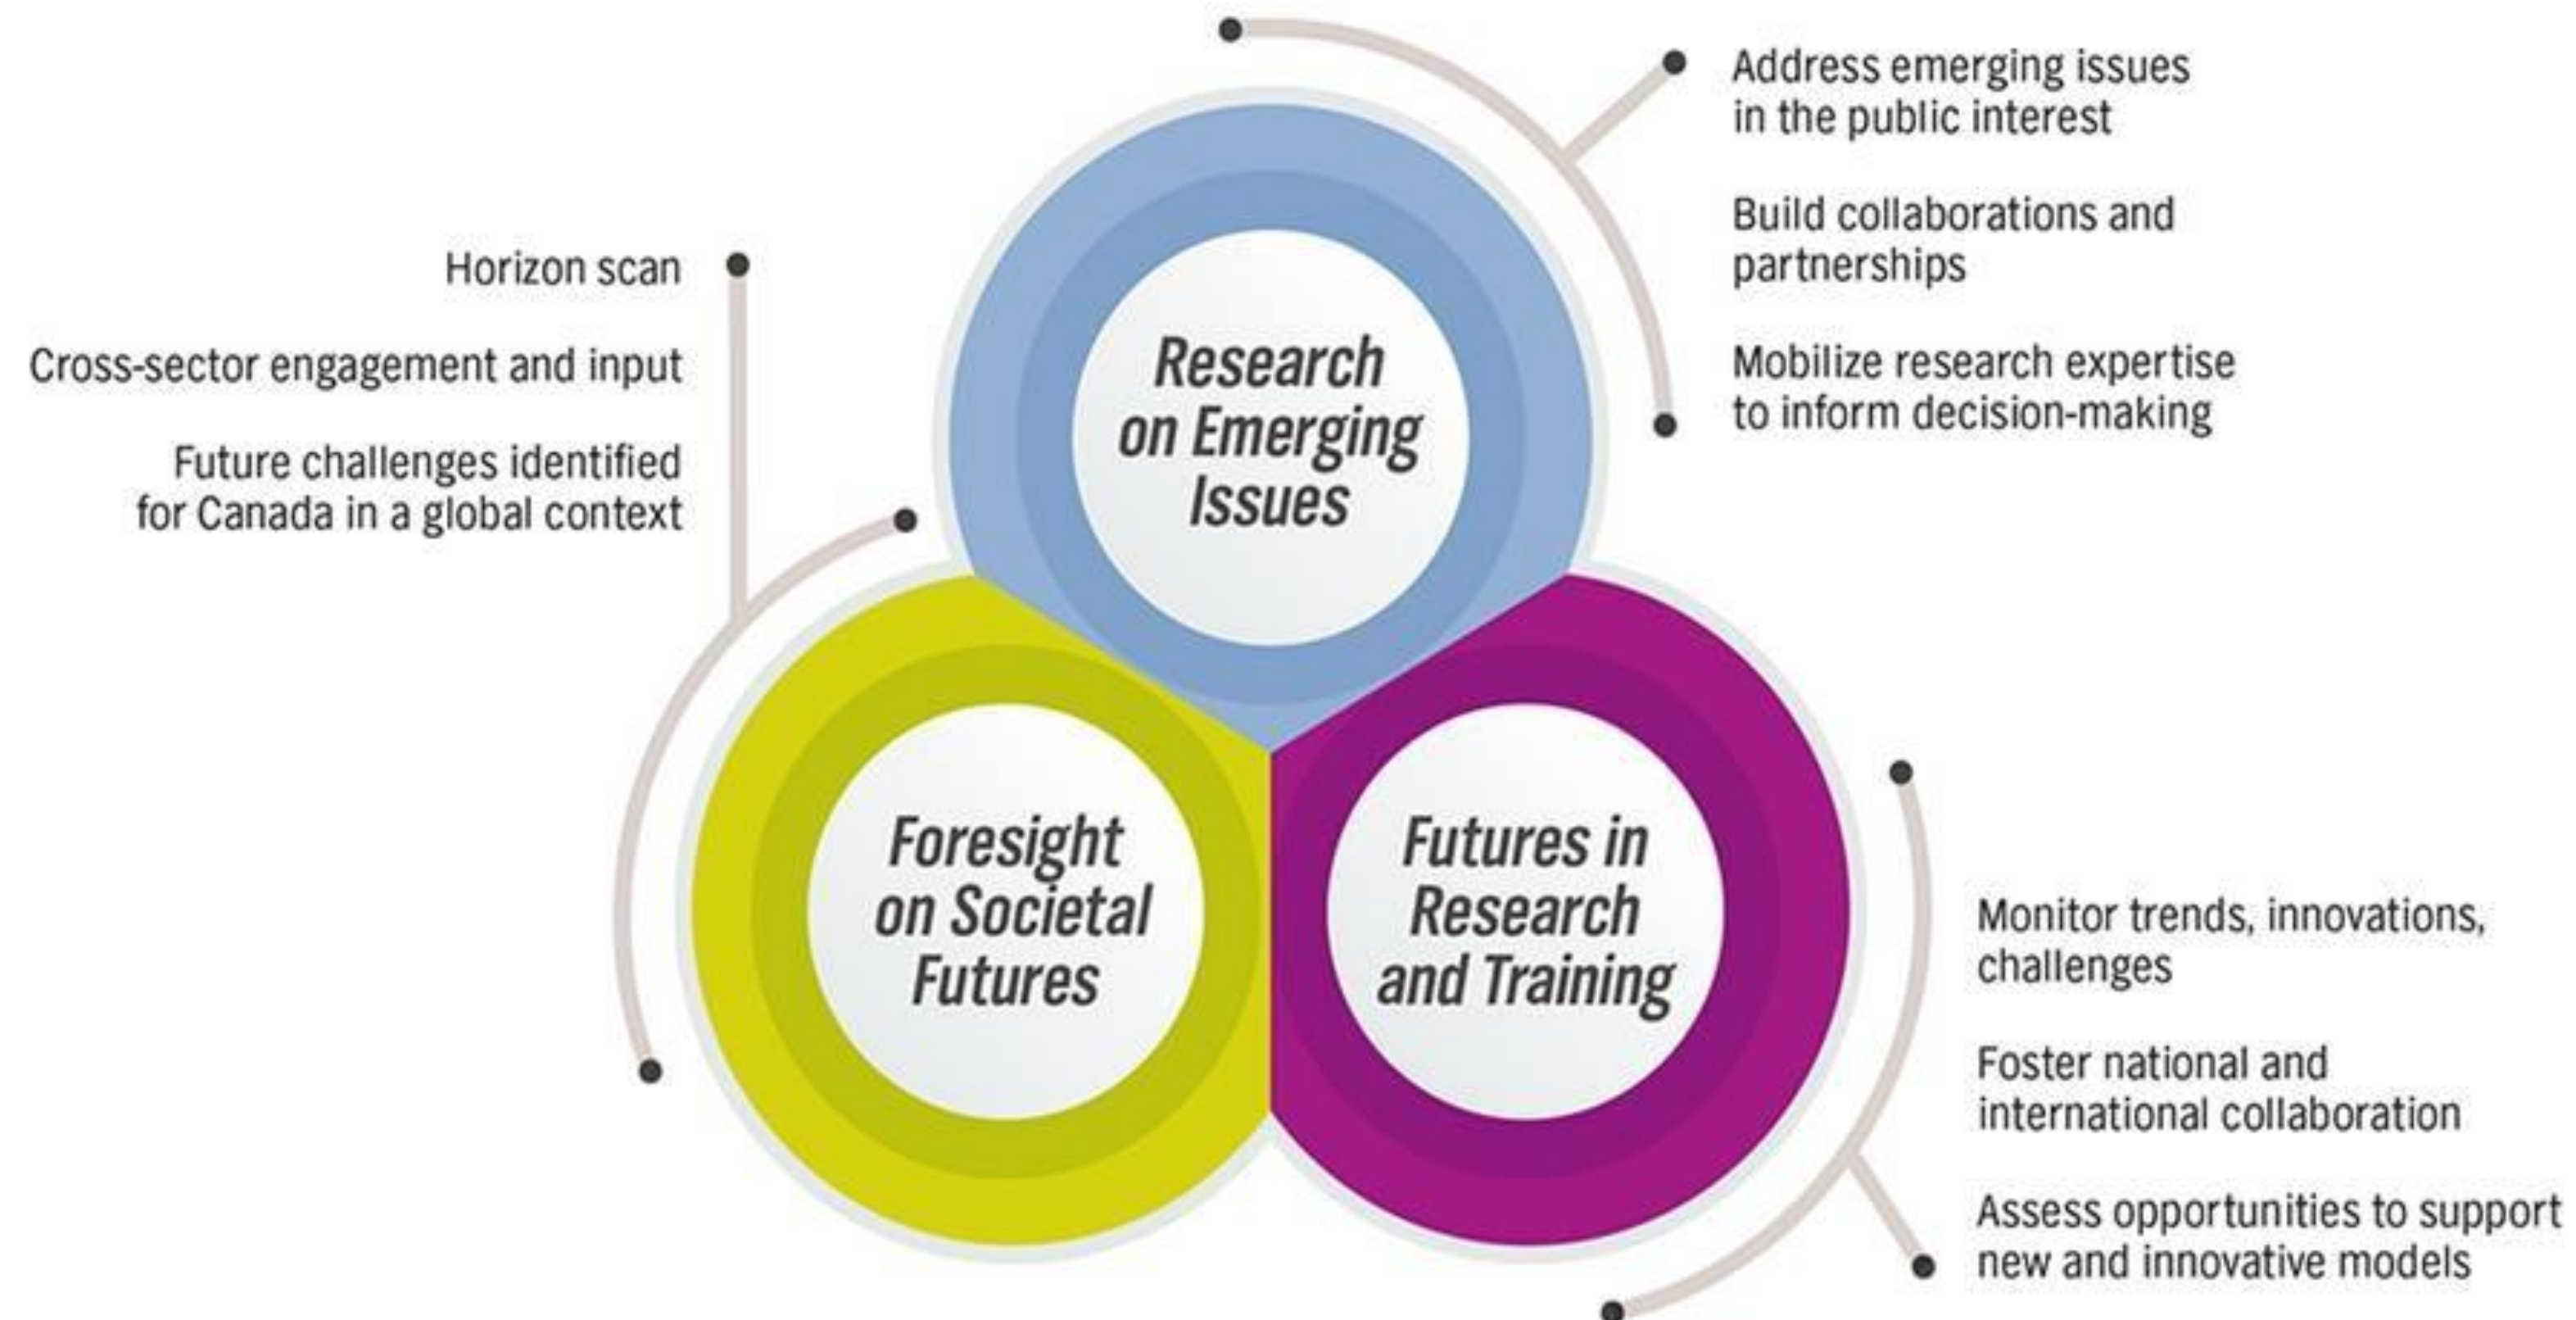 Address emerging issues
in the public interest
Build collaborations and
partnerships
Mobilize research expertise
to inform decision-making
Horizon scan
Cross-sector engagement and input
Future challenges identified
for Canada in a global context
Research
on Emerging
Issues
Foresight
on Societal
Futures
Futures in
Research
and Training
Monitor trends, innovations,
challenges
Foster national and
international collaboration
Assess opportunities to support
new and innovative models